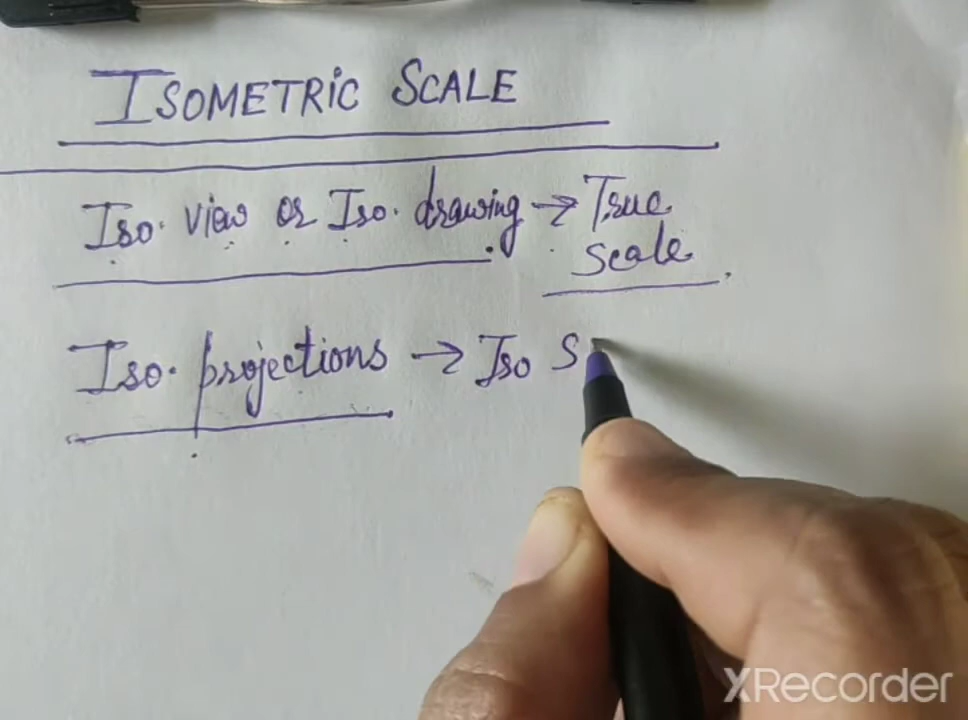 ISOMETRIC SCALE
Iso. view or Iso. drawing → True
scale.
Iso. projections → Iso S
XRecorder